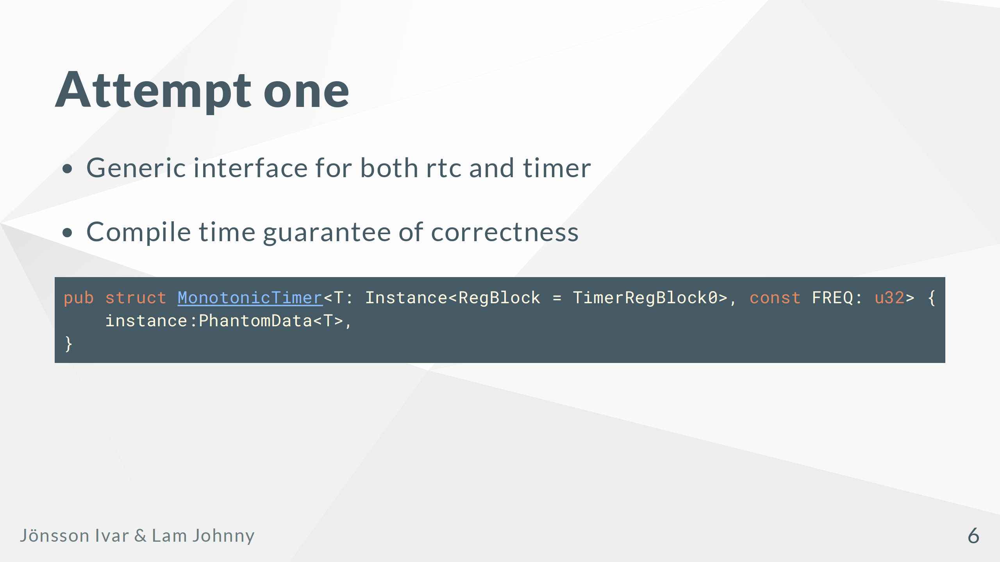 Attempt one
• Generic interface for both rtc and timer
• Compile time guarantee of correctness
pub struct MonotonicTimer<T: Instance<RegBlock = TimerRegBlock0>, const FREQ: u32> {
    instance:PhantomData<T>,
}
Jönsson Ivar & Lam Johnny
6